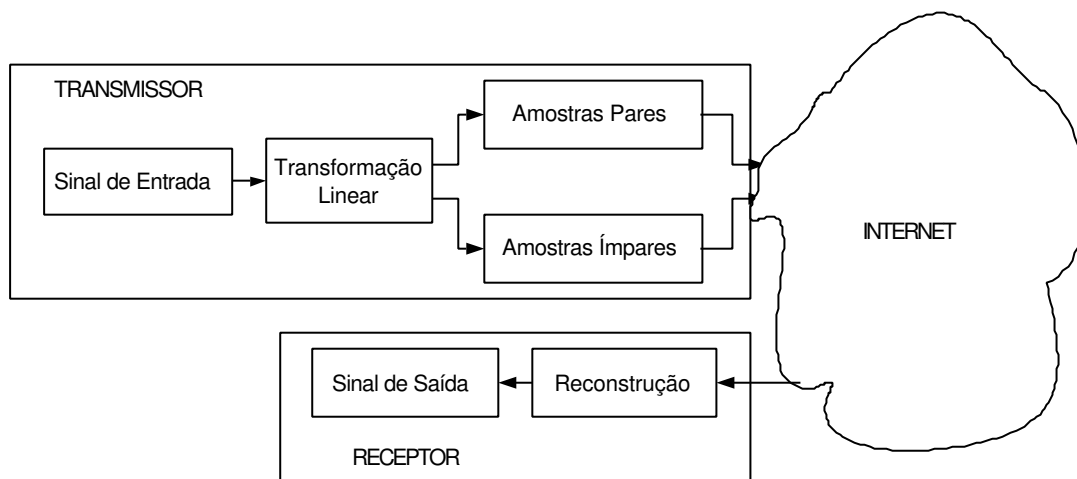 TRANSMISSOR
Sinal de Entrada
Transformação
Linear
Amostras Pares
Amostras Ímpares
INTERNET
Sinal de Saída
Reconstrução
RECEPTOR